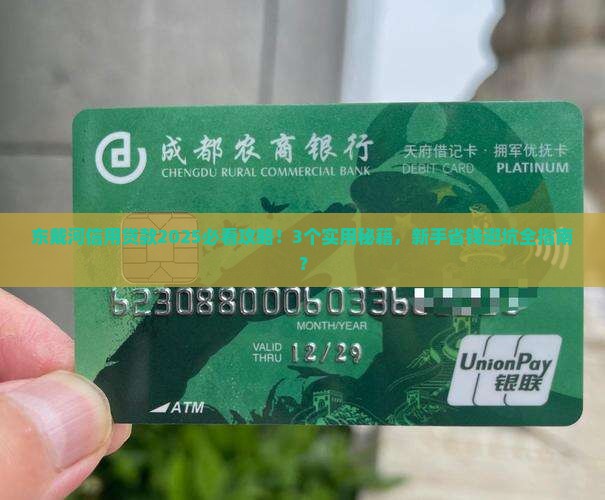 成都农商银行
CHENGDU RURAL COMMERCIAL BANK
天府借记卡·拥军优抚卡
DEBIT CARD PLATINUM
东戴河信用贷款2025必看攻略！3个实用秘籍，新手省钱避坑全指南
？
MONTH/YEAR
VALID THRU 12/29
ATM
UnionPay
银联